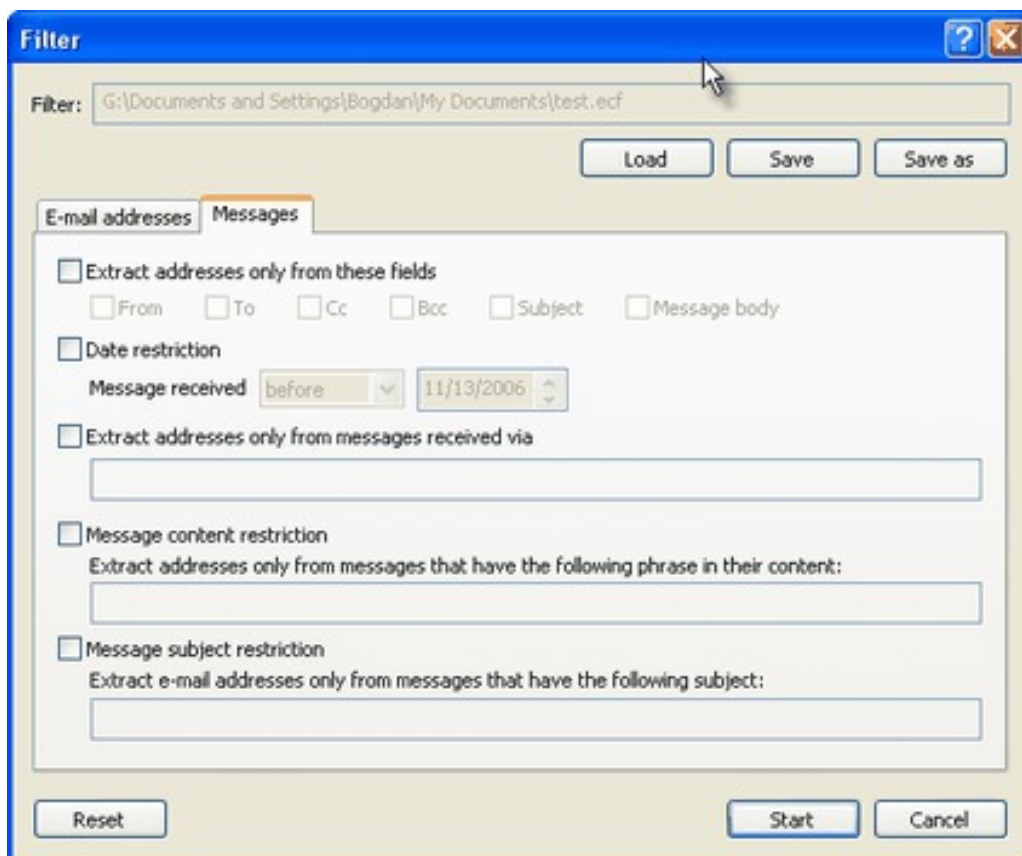 Filter
Filter: G:\Documents and Settings\Bogdan\My Documents\test.ecf
Load Save Save as
E-mail addresses Messages
Extract addresses only from these fields
From To Cc Bcc Subject Message body
Date restriction
Message received before 11/13/2006
Extract addresses only from messages received via
Message content restriction
Extract addresses only from messages that have the following phrase in their content:
Message subject restriction
Extract e-mail addresses only from messages that have the following subject:
Reset Start Cancel